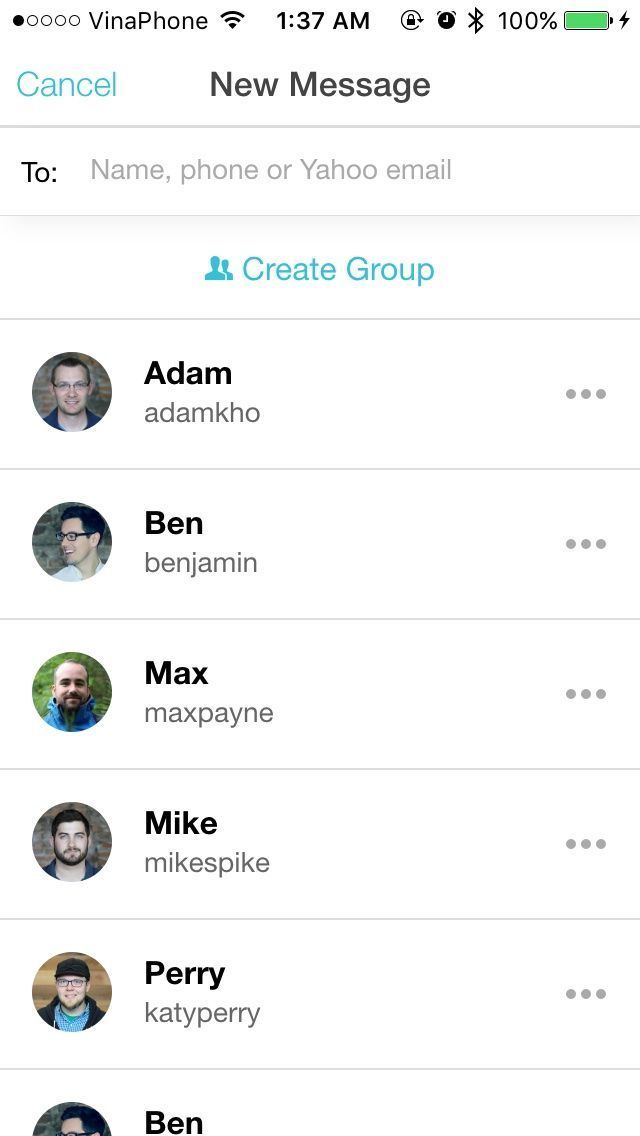 VinaPhone 1:37 AM 100%
Cancel New Message
To: Name, phone or Yahoo email
Create Group
Adam
adamkho
Ben
benjamin
Max
maxpayne
Mike
mikespike
Perry
katyperry
Ben